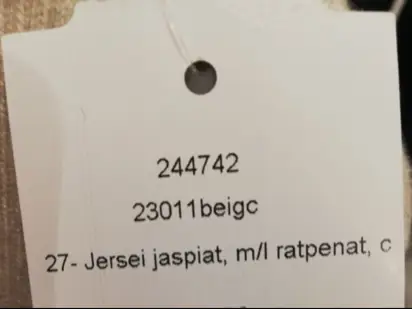 244742
23011beigc
27- Jersei jaspiat, m/l ratpenat, c